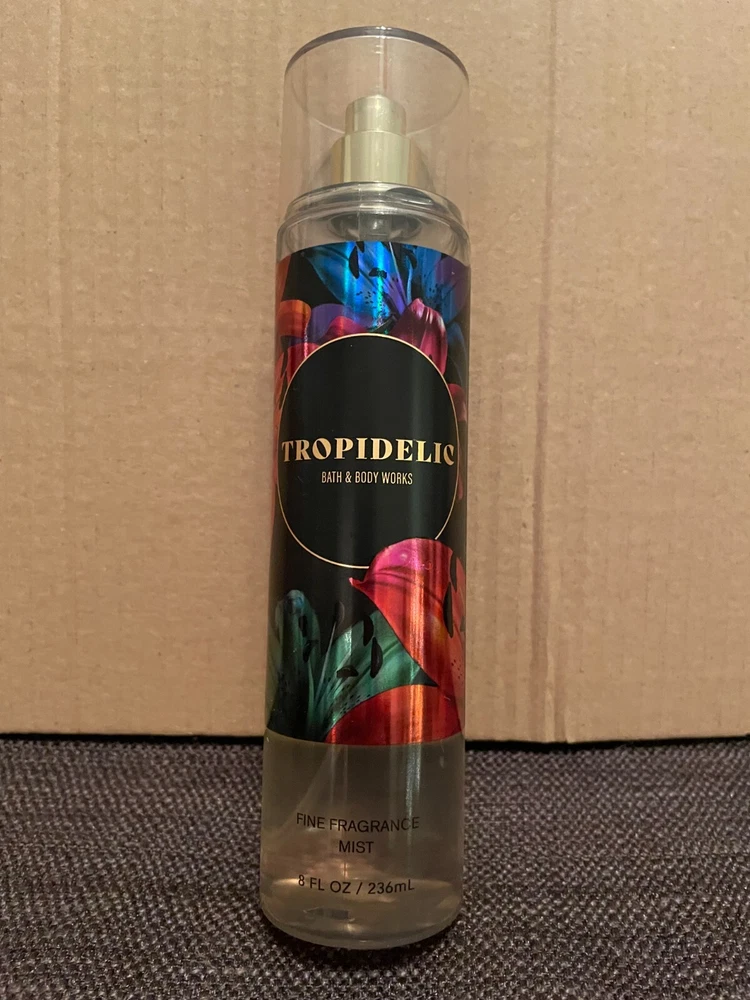 TROPIDELIC
BATH & BODY WORKS
FINE FRAGRANCE
MIST
8 FL OZ / 236mL